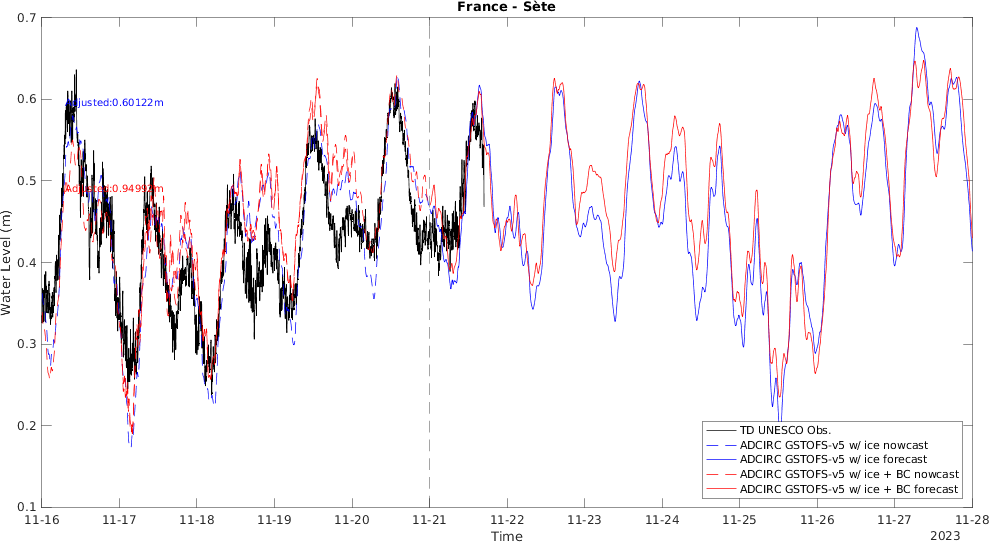 France - Sète
Water Level (m)
0.7
0.6
0.5
0.4
0.3
0.2
0.1
Adjusted:0.60122m
TD UNESCO Obs.
ADCIRC GSTOFS-v5 w/ ice nowcast
ADCIRC GSTOFS-v5 w/ ice forecast
ADCIRC GSTOFS-v5 w/ ice + BC nowcast
ADCIRC GSTOFS-v5 w/ ice + BC forecast
11-16 11-17 11-18 11-19 11-20 11-21 11-22 11-23 11-24 11-25 11-26 11-27 11-28
Time
2023